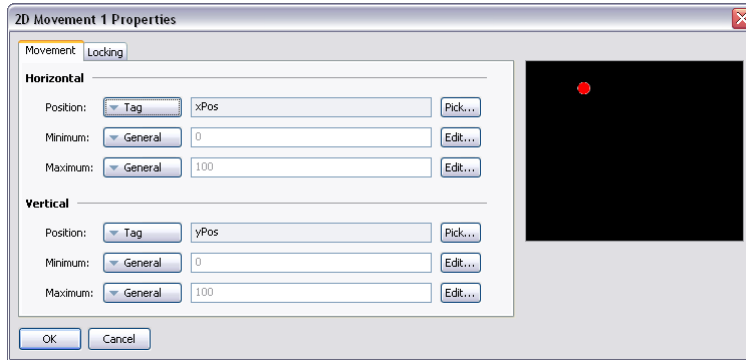 2D Movement 1 Properties
Movement Locking
Horizontal
Position: Tag xPos Pick...
Minimum: General 0 Edit...
Maximum: General 100 Edit...
Vertical
Position: Tag yPos Pick...
Minimum: General 0 Edit...
Maximum: General 100 Edit...
OK Cancel